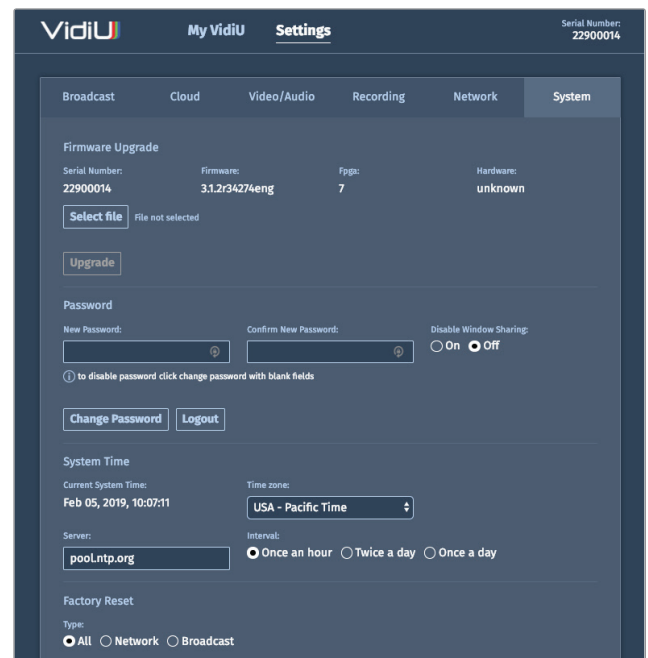 VidiU My VidiU Settings Serial Number:
22900014
Broadcast Cloud Video/Audio Recording Network System
Firmware Upgrade
Serial Number: Firmware: Fpga: Hardware:
22900014 3.1.2r34274eng 7 unknown
Select file File not selected
Upgrade
Password
New Password: Confirm New Password: Disable Window Sharing:
On Off
i to disable password click change password with blank fields
Change Password Logout
System Time
Current System Time: Time zone:
Feb 05, 2019, 10:07:11 USA - Pacific Time
Server: Interval:
pool.ntp.org Once an hour Twice a day Once a day
Factory Reset
Type:
All Network Broadcast